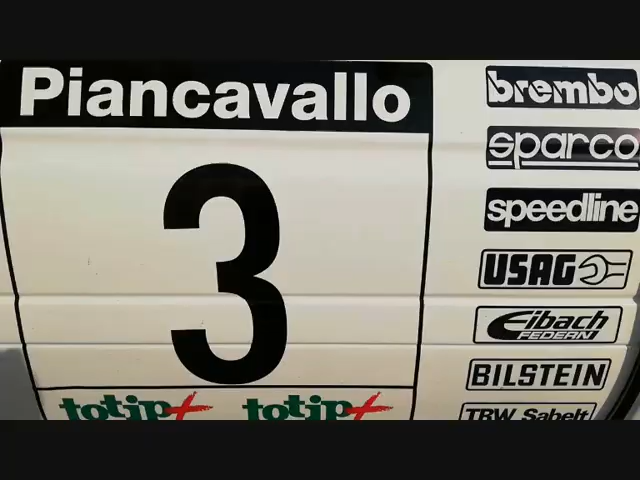 Piancavallo
3
totip+ totip+
brembo
sparco
speedline
USAG
Eibach
FEDERN
BILSTEIN
TRW Sabelt